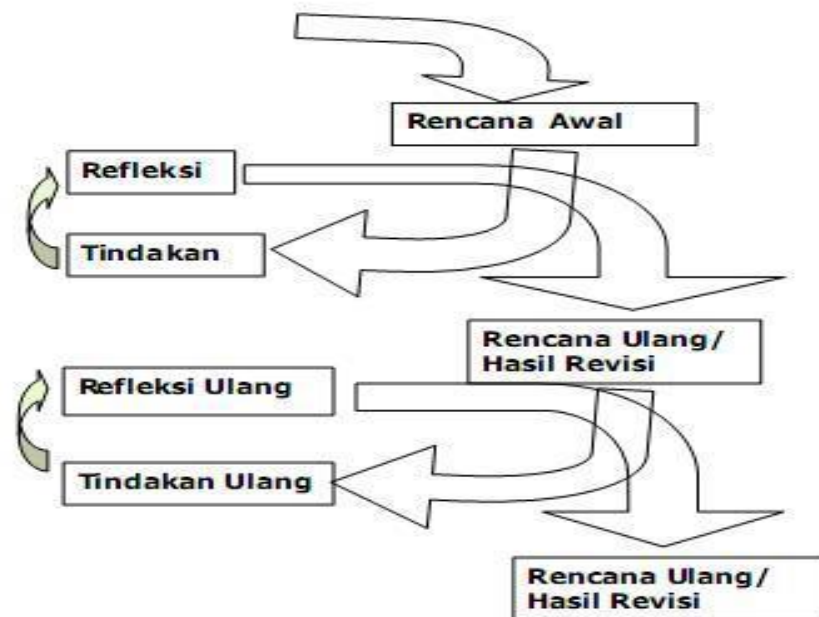 Rencana Awal
Refleksi
Tindakan
Rencana Ulang/
Hasil Revisi
Refleksi Ulang
Tindakan Ulang
Rencana Ulang/
Hasil Revisi